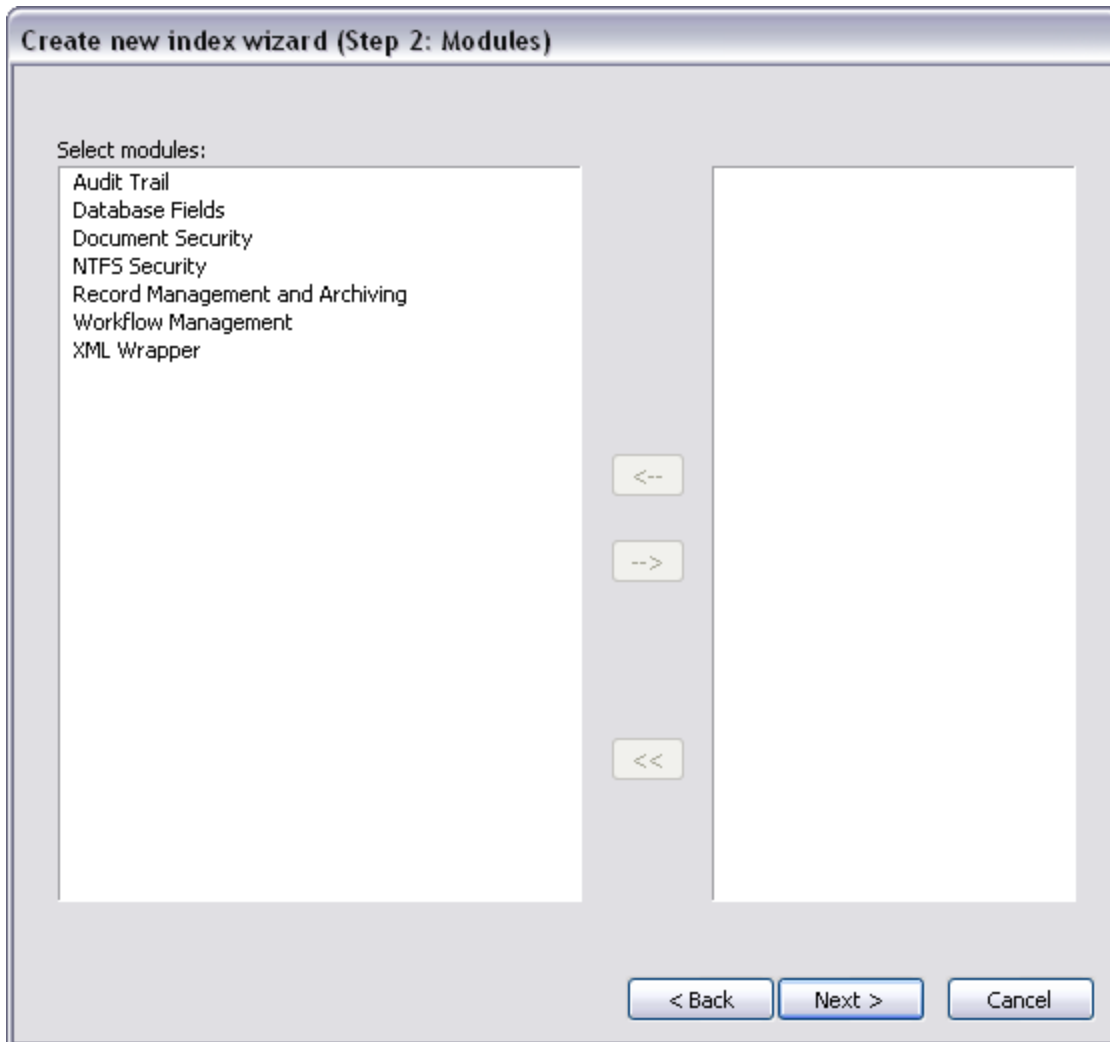 Create new index wizard (Step 2: Modules)
Select modules:
Audit Trail
Database Fields
Document Security
NTFS Security
Record Management and Archiving
Workflow Management
XML Wrapper
<--
-->
<<
< Back Next > Cancel